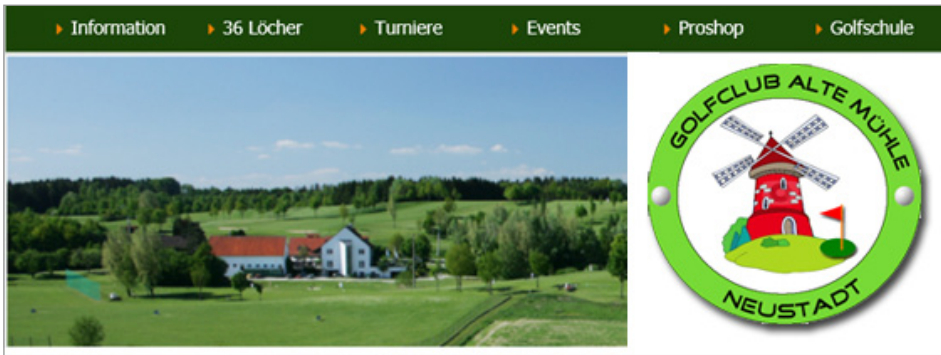 Information 36 Löcher Turniere Events Proshop Golfschule
GOLFCLUB ALTE MÜHLE
NEUSTADT